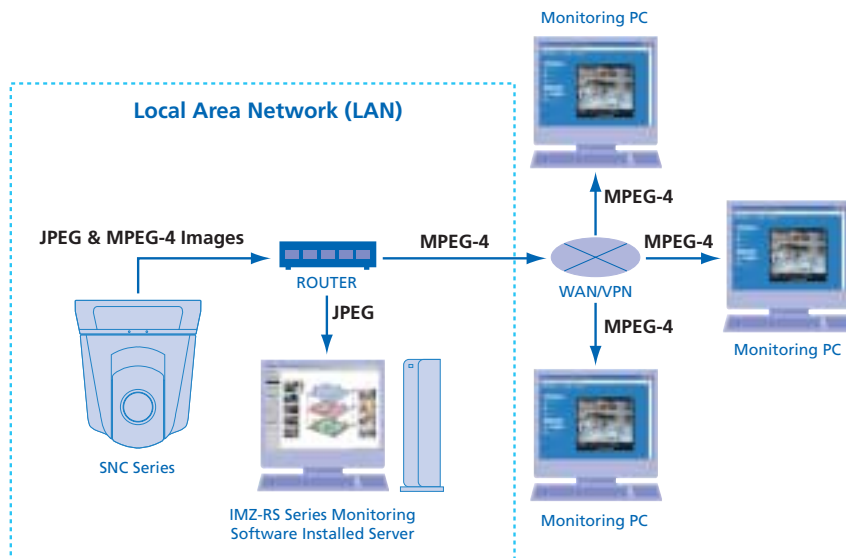 Monitoring PC
Local Area Network (LAN)
MPEG-4
JPEG & MPEG-4 Images
MPEG-4
MPEG-4
ROUTER
WAN/VPN
JPEG
MPEG-4
Monitoring PC
SNC Series
IMZ-RS Series Monitoring
Software Installed Server
Monitoring PC